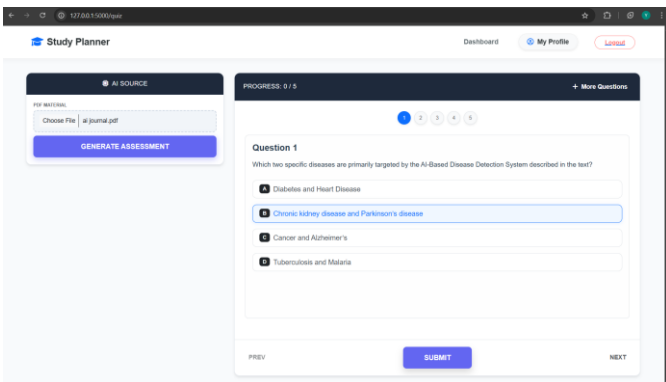 127.0.0.1:5000/quiz
Study Planner
Dashboard
My Profile
Logout
AI SOURCE
PDF MATERIAL
Choose File ai journal.pdf
GENERATE ASSESSMENT
PROGRESS: 0 / 5
+ More Questions
1 2 3 4 5
Question 1
Which two specific diseases are primarily targeted by the AI-Based Disease Detection System described in the text?
A Diabetes and Heart Disease
B Chronic kidney disease and Parkinson's disease
C Cancer and Alzheimer's
D Tuberculosis and Malaria
PREV
SUBMIT
NEXT